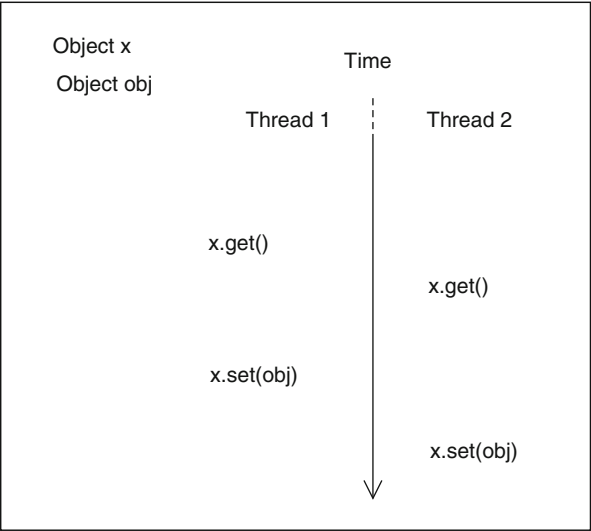 Object x
Object obj
Time
Thread 1
Thread 2
x.get()
x.get()
x.set(obj)
x.set(obj)